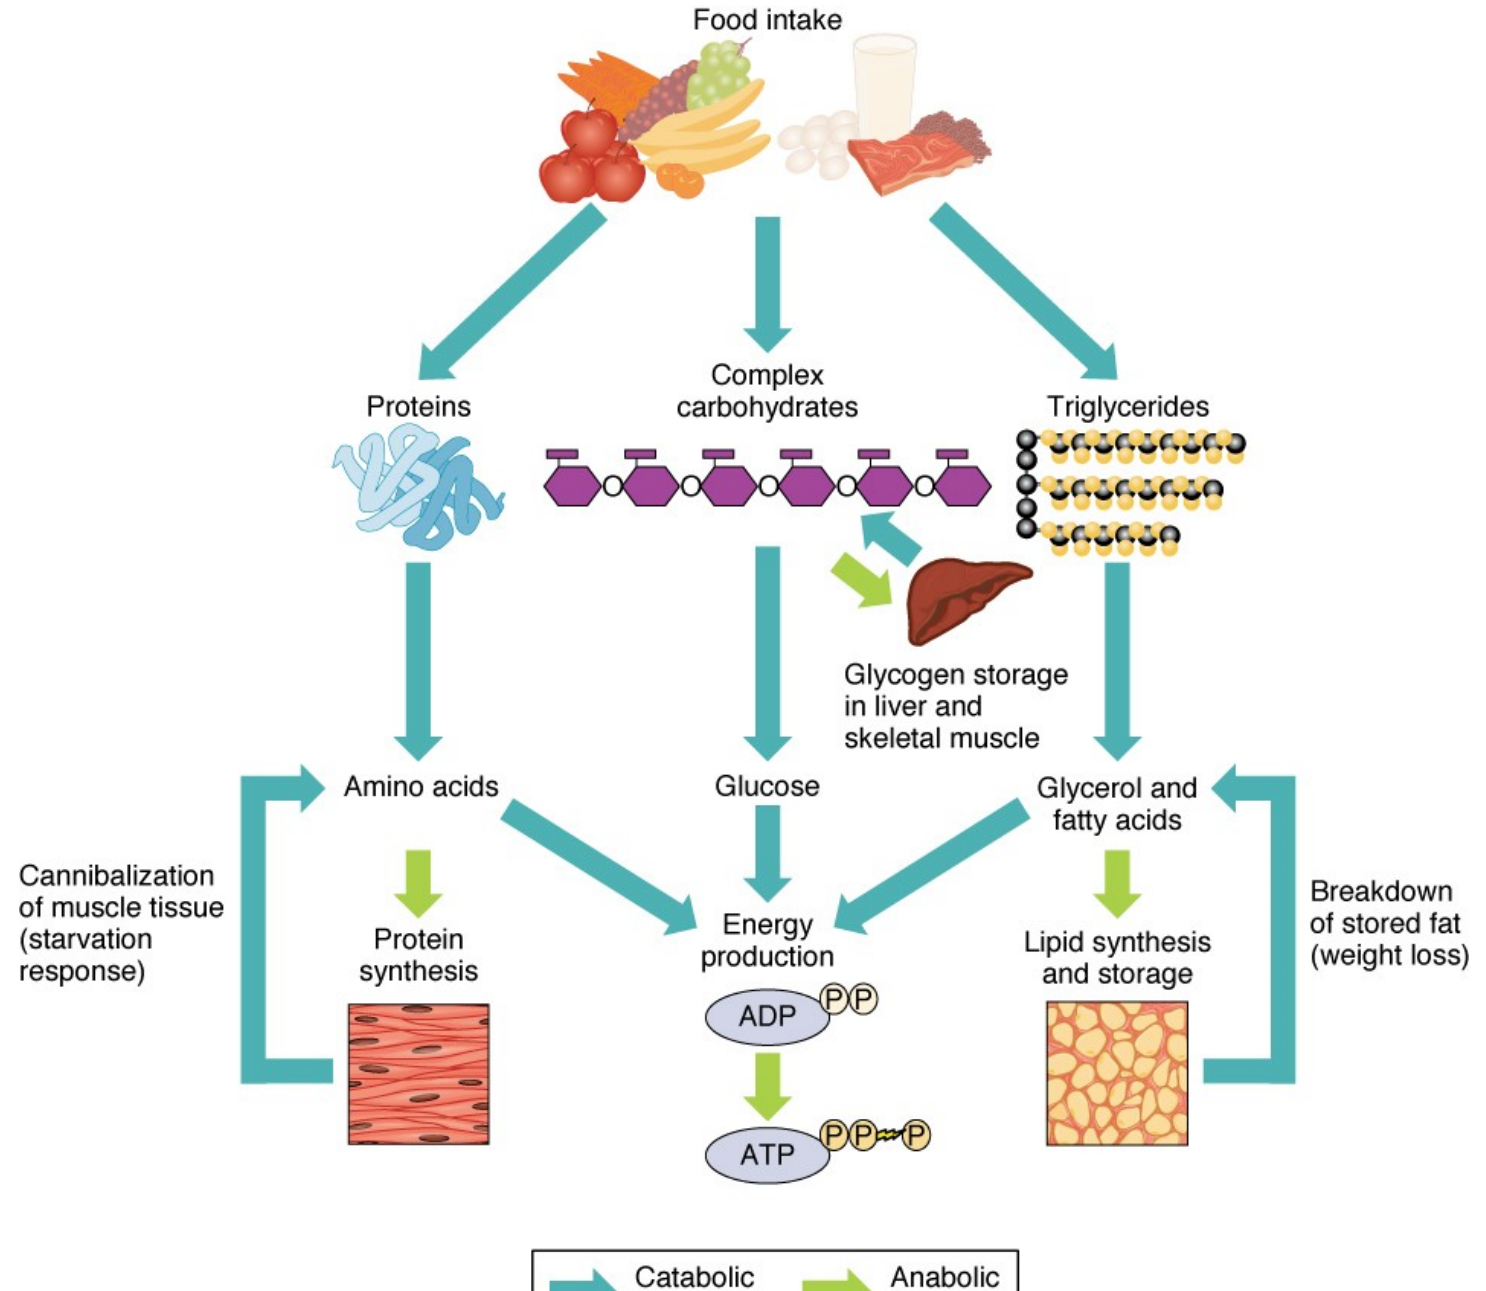 Food intake
Proteins
Complex
carbohydrates
Triglycerides
O O O O O
Glycogen storage
in liver and
skeletal muscle
Amino acids
Glucose
Glycerol and
fatty acids
Cannibalization
of muscle tissue
(starvation
response)
Protein
synthesis
Energy
production
Lipid synthesis
and storage
Breakdown
of stored fat
(weight loss)
ADP P P
ATP P P P
Catabolic
Anabolic